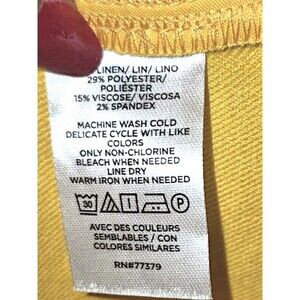 LINEN/ LIN/ LINO
29% POLYESTER/
POLIÉSTER
15% VISCOSE/ VISCOSA
2% SPANDEX
MACHINE WASH COLD
DELICATE CYCLE WITH LIKE
COLORS
ONLY NON-CHLORINE
BLEACH WHEN NEEDED
LINE DRY
WARM IRON WHEN NEEDED
30 P
AVEC DES COULEURS
SEMBLABLES / CON
COLORES SIMILARES
RN#77379